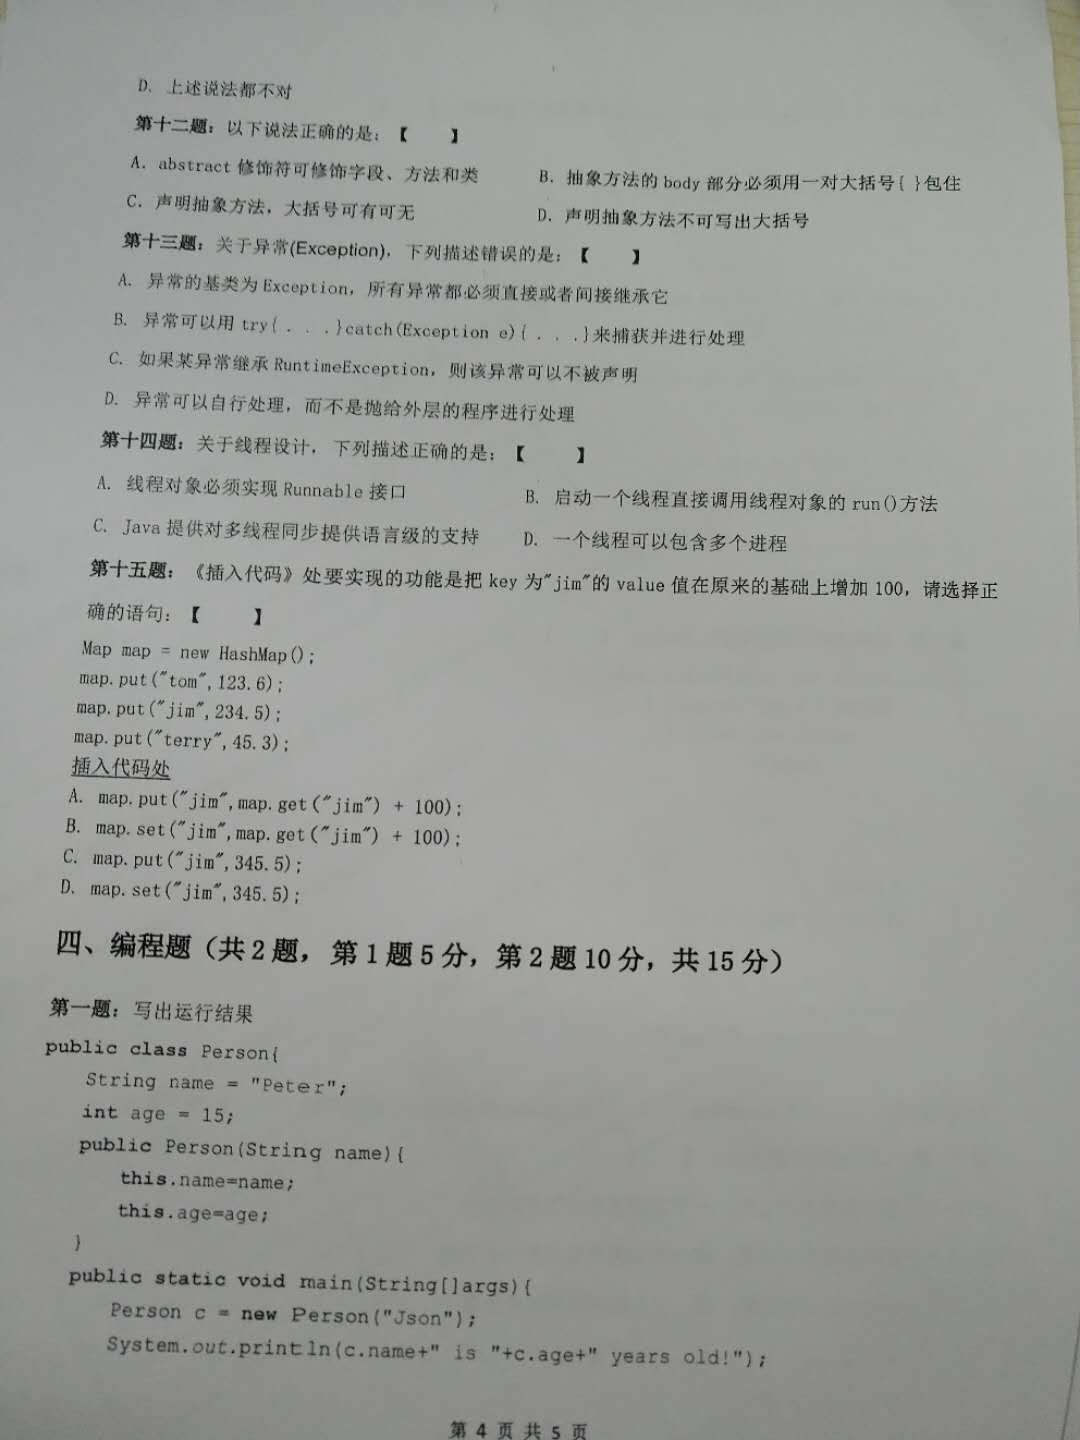 D. 上述说法都不对
第十二题：以下说法正确的是：【    】
A. abstract 修饰符可修饰字段、方法和类    B. 抽象方法的 body 部分必须用一对大括号{ }包住
C. 声明抽象方法，大括号可有可无    D. 声明抽象方法不可写出大括号
第十三题：关于异常(Exception)，下列描述错误的是：【    】
A. 异常的基类为 Exception，所有异常都必须直接或者间接继承它
B. 异常可以用 try{ . . .}catch(Exception e){ . . .}来捕获并进行处理
C. 如果某异常继承 RuntimeException，则该异常可以不被声明
D. 异常可以自行处理，而不是抛给外层的程序进行处理
第十四题：关于线程设计，下列描述正确的是：【    】
A. 线程对象必须实现 Runnable 接口    B. 启动一个线程直接调用线程对象的 run()方法
C. Java 提供对多线程同步提供语言级的支持    D. 一个线程可以包含多个进程
第十五题：《插入代码》处要实现的功能是把 key 为"jim"的 value 值在原来的基础上增加 100，请选择正
确的语句：【    】
Map map = new HashMap();
map.put("tom",123.6);
map.put("jim",234.5);
map.put("terry",45.3);
插入代码处
A. map.put("jim",map.get("jim") + 100);
B. map.set("jim",map.get("jim") + 100);
C. map.put("jim",345.5);
D. map.set("jim",345.5);
四、编程题（共 2 题，第 1 题 5 分，第 2 题 10 分，共 15 分）
第一题：写出运行结果
public class Person{
String name = "Peter";
int age = 15;
public Person(String name){
this.name=name;
this.age=age;
}
public static void main(String[]args){
Person c = new Person("Json");
System.out.println(c.name+" is "+c.age+" years old!");
第 4 页 共 5 页